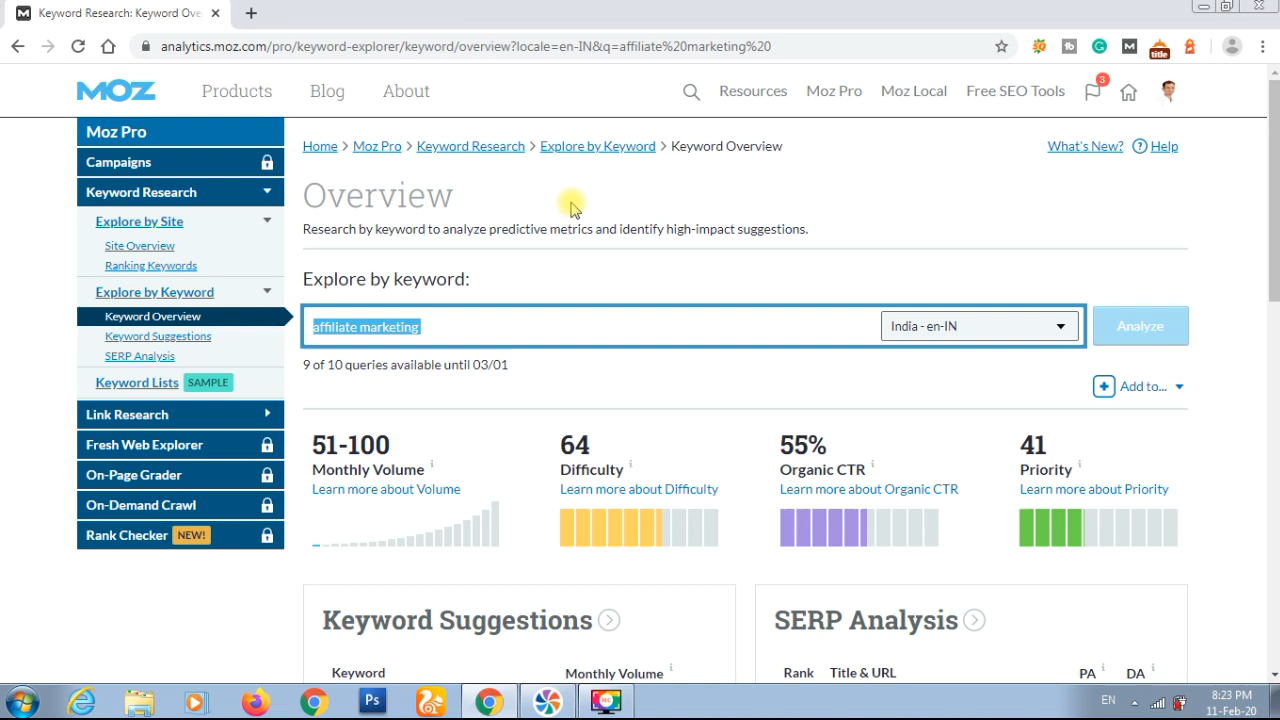 Keyword Research: Keyword Ove
analytics.moz.com/pro/keyword-explorer/keyword/overview?locale=en-IN&q=affiliate%20marketing%20
title
MOZ
Products
Blog
About
Resources
Moz Pro
Moz Local
Free SEO Tools
3
Moz Pro
Campaigns
Keyword Research
Explore by Site
Site Overview
Ranking Keywords
Explore by Keyword
Keyword Overview
Keyword Suggestions
SERP Analysis
Keyword Lists SAMPLE
Link Research
Fresh Web Explorer
On-Page Grader
On-Demand Crawl
Rank Checker NEW!
Home > Moz Pro > Keyword Research > Explore by Keyword > Keyword Overview
What's New? Help
Overview
Research by keyword to analyze predictive metrics and identify high-impact suggestions.
Explore by keyword:
affiliate marketing
India - en-IN
Analyze
9 of 10 queries available until 03/01
Add to...
51-100
Monthly Volume
Learn more about Volume
64
Difficulty
Learn more about Difficulty
55%
Organic CTR
Learn more about Organic CTR
41
Priority
Learn more about Priority
Keyword Suggestions
Keyword Monthly Volume
SERP Analysis
Rank Title & URL PA DA
EN
8:23 PM
11-Feb-20